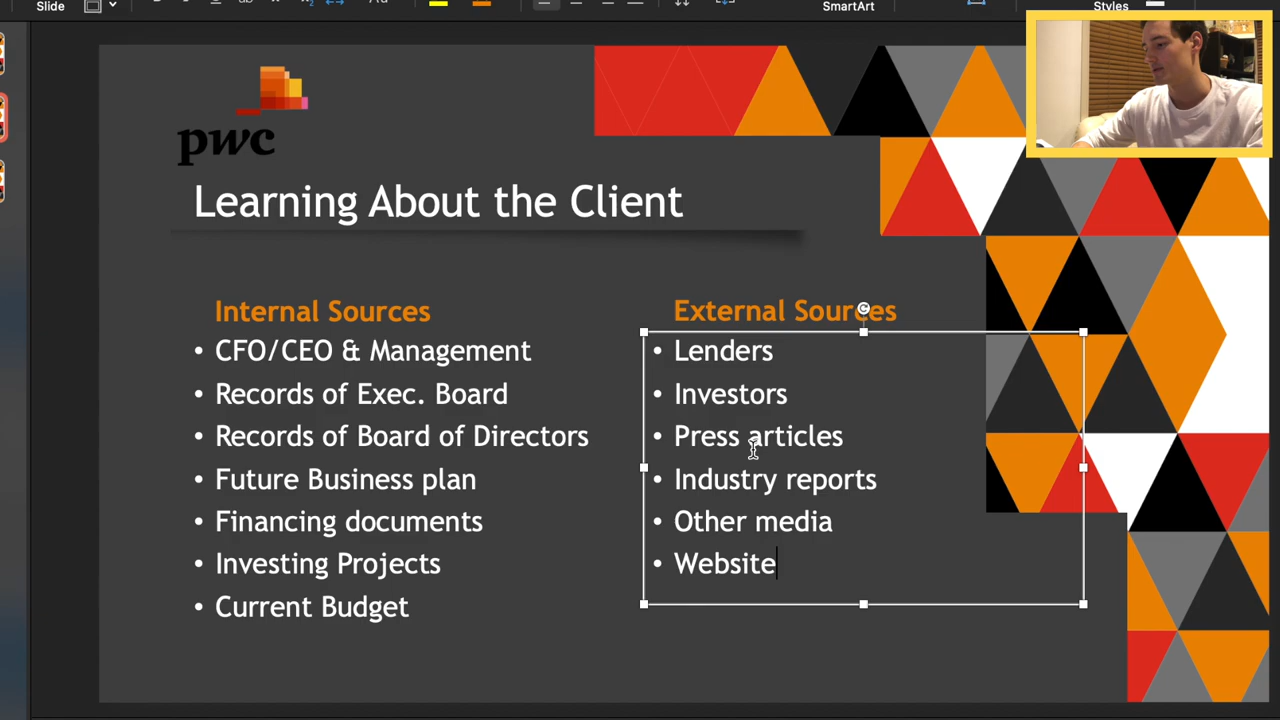 Slide
SmartArt
Styles
pwc
Learning About the Client
Internal Sources
• CFO/CEO & Management
• Records of Exec. Board
• Records of Board of Directors
• Future Business plan
• Financing documents
• Investing Projects
• Current Budget
External Sources
• Lenders
• Investors
• Press articles
• Industry reports
• Other media
• Website